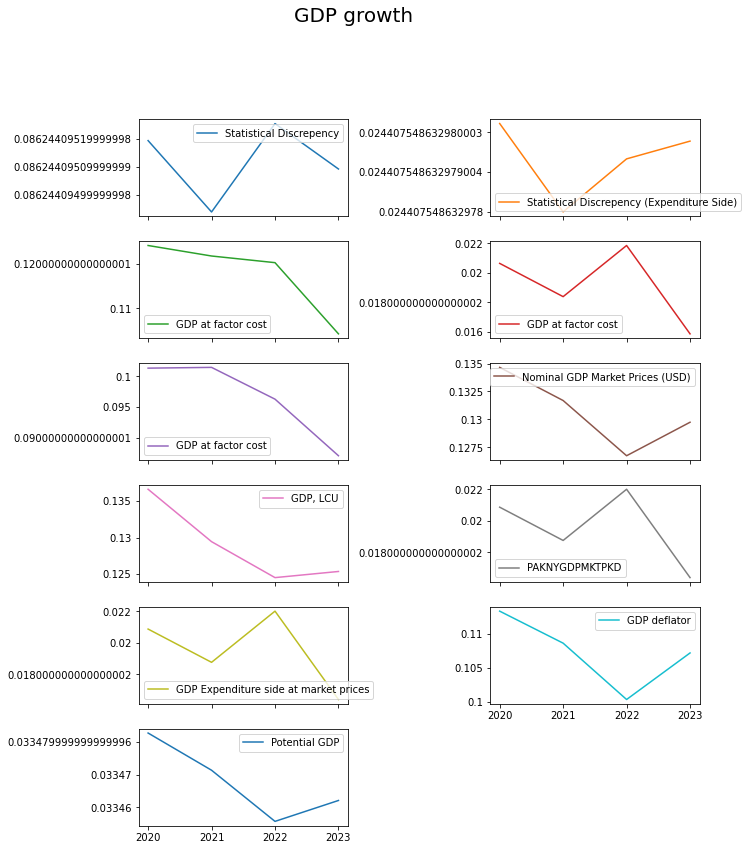 GDP growth
0.08624409519999998
0.08624409509999999
0.08624409499999998
Statistical Discrepency
0.024407548632980003
0.024407548632979004
0.024407548632978
Statistical Discrepency (Expenditure Side)
0.12000000000000001
0.11
GDP at factor cost
0.022
0.02
0.018000000000000002
0.016
GDP at factor cost
0.1
0.095
0.09000000000000001
GDP at factor cost
0.135
0.1325
0.13
0.1275
Nominal GDP Market Prices (USD)
0.135
0.13
0.125
GDP, LCU
0.022
0.02
0.018000000000000002
PAKNYGDPMKTPKD
0.022
0.02
0.018000000000000002
GDP Expenditure side at market prices
0.11
0.105
0.1
GDP deflator
2020 2021 2022 2023
0.033479999999999996
0.03347
0.03346
Potential GDP
2020 2021 2022 2023